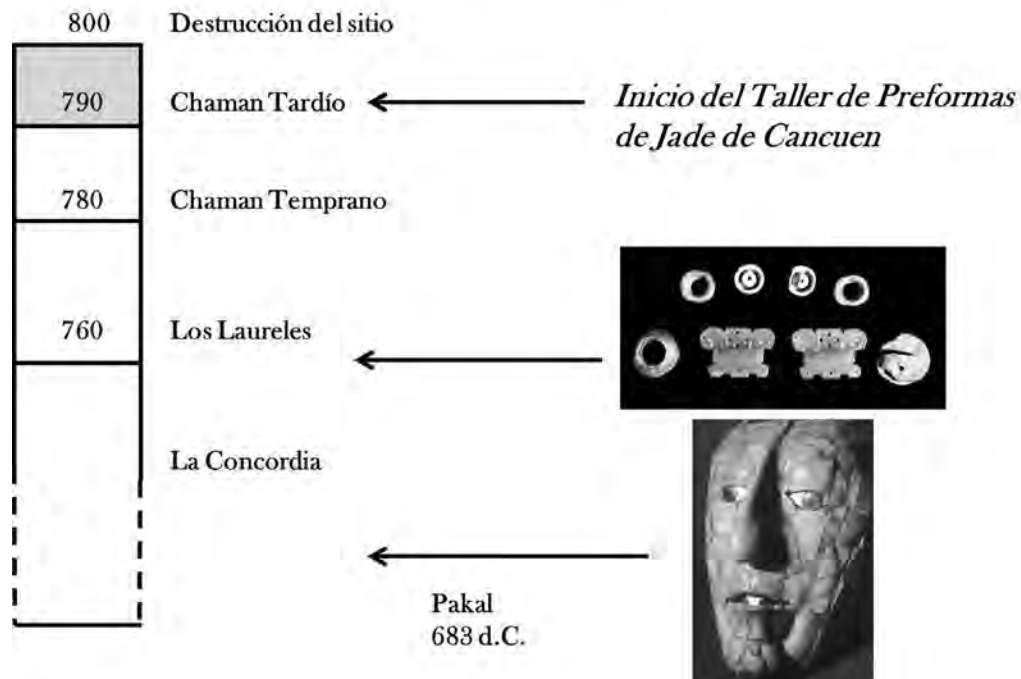 800 Destrucción del sitio
790 Chaman Tardío
Inicio del Taller de Preformas
de Jade de Cancuen
780 Chaman Temprano
760 Los Laureles
La Concordia
Pakal
683 d.C.